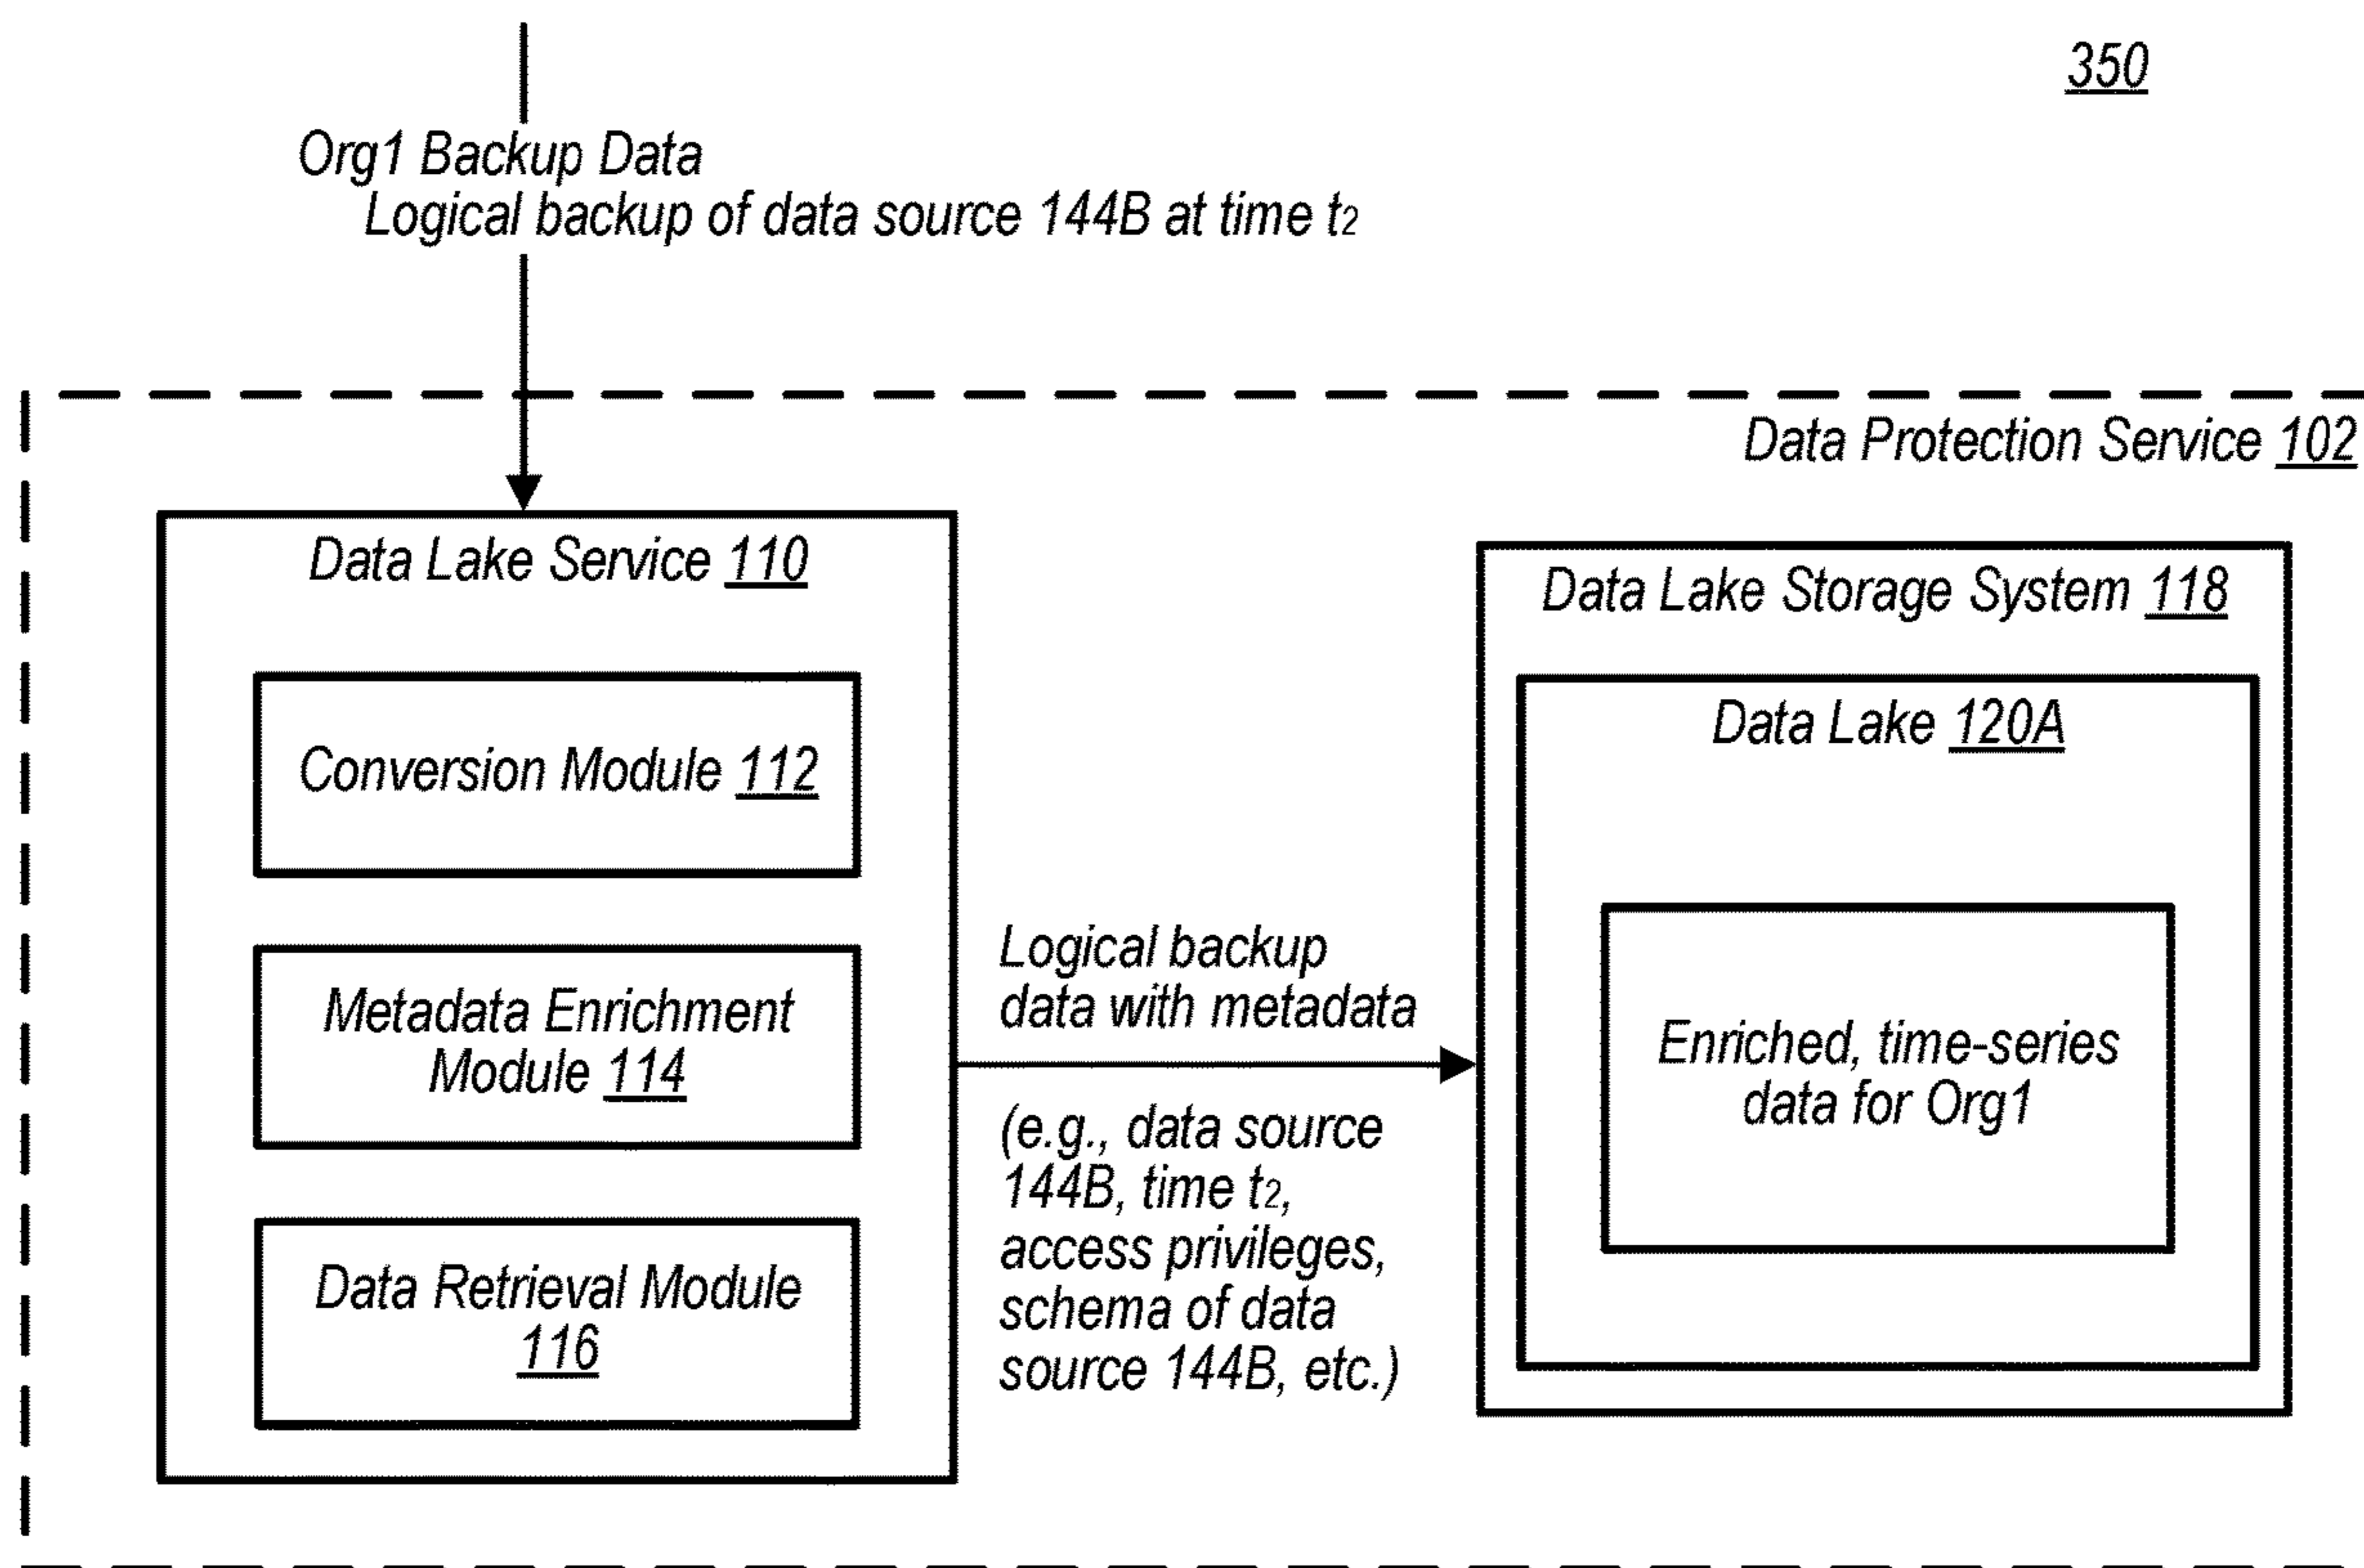 350
Org1 Backup Data
Logical backup of data source 144B at time t2
Data Protection Service 102
Data Lake Service 110
Conversion Module 112
Metadata Enrichment
Module 114
Data Retrieval Module
116
Logical backup
data with metadata
(e.g., data source
144B, time t2,
access privileges,
schema of data
source 144B, etc.)
Data Lake Storage System 118
Data Lake 120A
Enriched, time-series
data for Org1